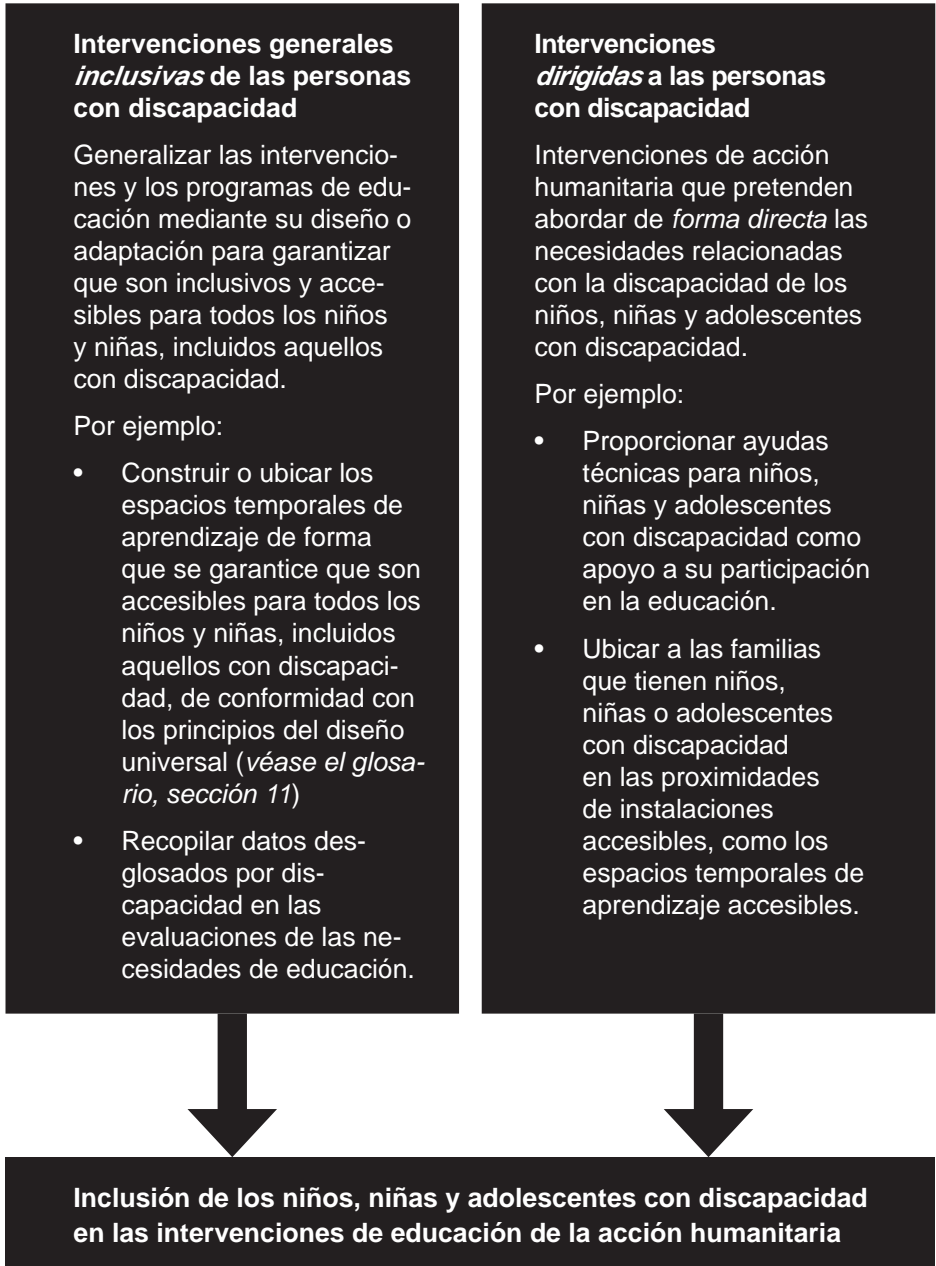 Intervenciones generales
inclusivas de las personas
con discapacidad
Generalizar las intervencio-
nes y los programas de edu-
cación mediante su diseño o
adaptación para garantizar
que son inclusivos y acce-
sibles para todos los niños
y niñas, incluidos aquellos
con discapacidad.
Por ejemplo:
• Construir o ubicar los
espacios temporales de
aprendizaje de forma
que se garantice que son
accesibles para todos los
niños y niñas, incluidos
aquellos con discapaci-
dad, de conformidad con
los principios del diseño
universal (véase el glosa-
rio, sección 11)
• Recopilar datos des-
glosados por dis-
capacidad en las
evaluaciones de las ne-
cesidades de educación.
Intervenciones
dirigidas a las personas
con discapacidad
Intervenciones de acción
humanitaria que pretenden
abordar de forma directa las
necesidades relacionadas
con la discapacidad de los
niños, niñas y adolescentes
con discapacidad.
Por ejemplo:
• Proporcionar ayudas
técnicas para niños,
niñas y adolescentes
con discapacidad como
apoyo a su participación
en la educación.
• Ubicar a las familias
que tienen niños,
niñas o adolescentes
con discapacidad
en las proximidades
de instalaciones
accesibles, como los
espacios temporales de
aprendizaje accesibles.
Inclusión de los niños, niñas y adolescentes con discapacidad
en las intervenciones de educación de la acción humanitaria